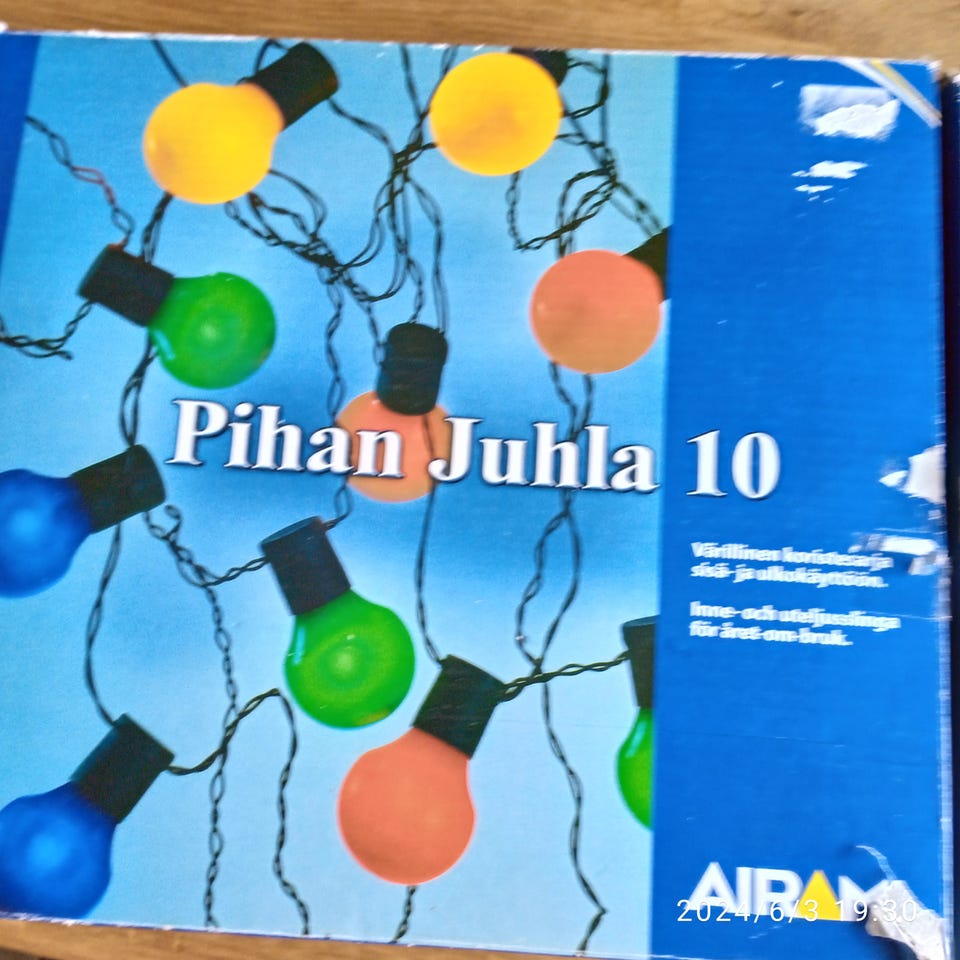 Pihan Juhla 10
Värillinen koristesarja
sisä- ja ulkokäyttöön.
Inne- och uteljusslinga
för året-om-bruk.
AIRAM
2024/6/3 19:30